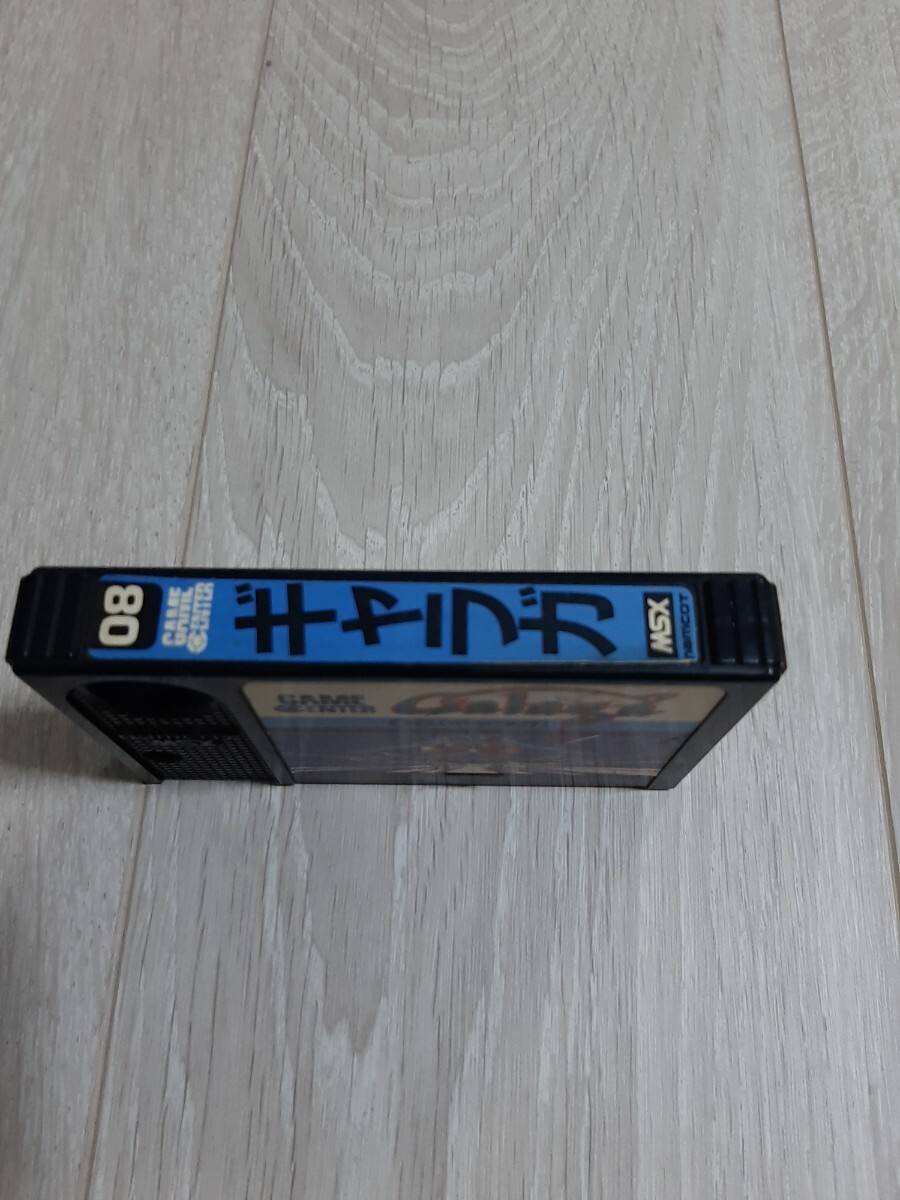 08
GAME
CENTER
ギャラガ
MSX
namcot
GAME
CENTER
Galaga